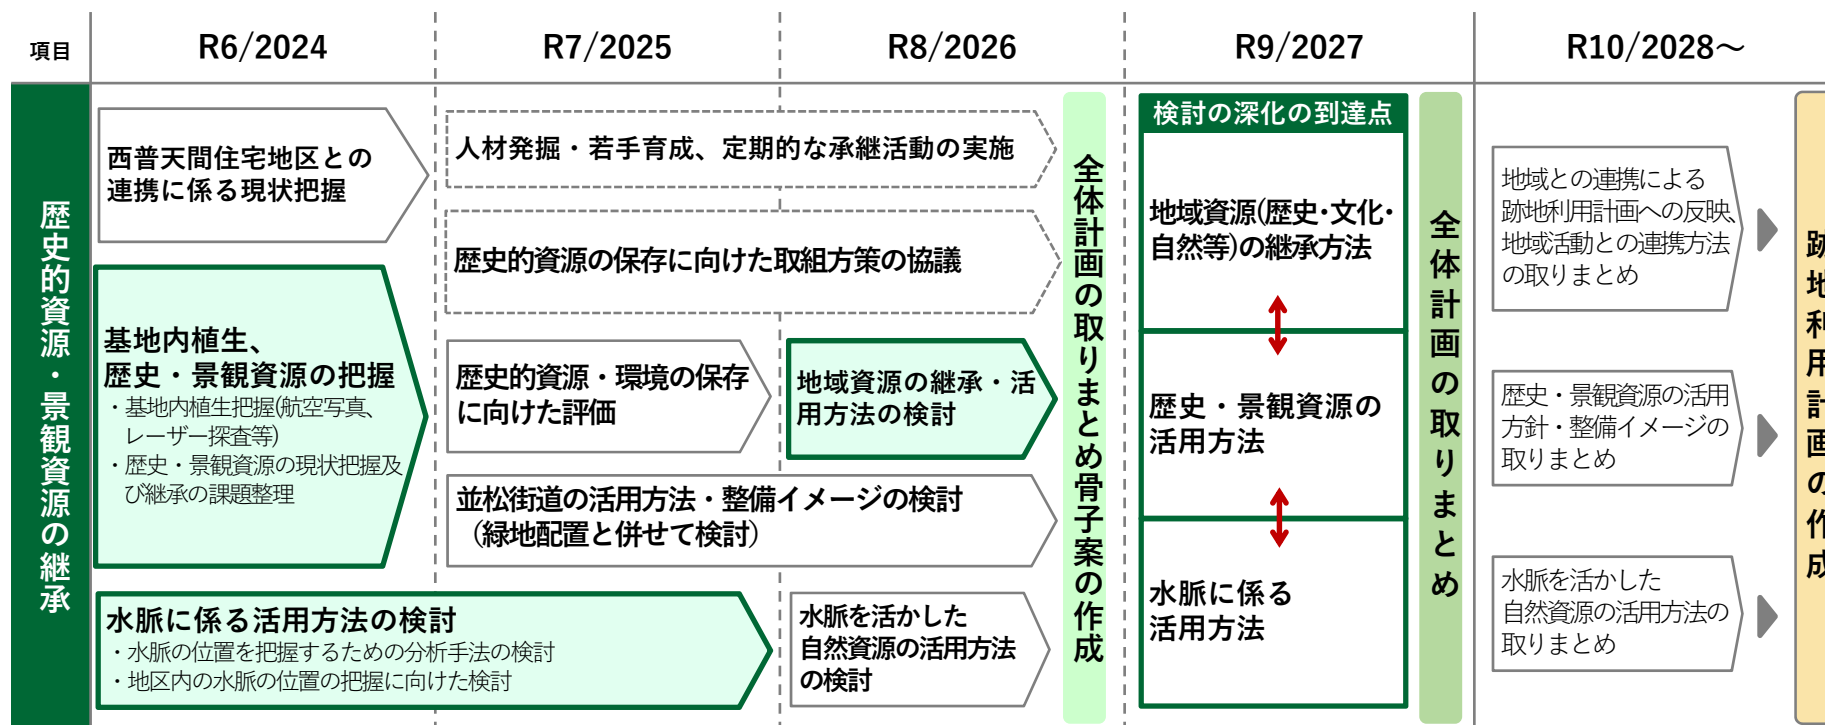 項目
R6/2024
R7/2025
R8/2026
R9/2027
R10/2028～
歴史的資源・景観資源の継承
西普天間住宅地区との
連携に係る現状把握
基地内植生、
歴史・景観資源の把握
・基地内植生把握(航空写真、
レーザー探査等)
・歴史・景観資源の現状把握及
び継承の課題整理
水脈に係る活用方法の検討
・水脈の位置を把握するための分析手法の検討
・地区内の水脈の位置の把握に向けた検討
人材発掘・若手育成、定期的な承継活動の実施
歴史的資源の保存に向けた取組方策の協議
歴史的資源・環境の保存
に向けた評価
地域資源の継承・活
用方法の検討
並松街道の活用方法・整備イメージの検討
（緑地配置と併せて検討）
水脈を活かした
自然資源の活用方法
の検討
全体計画の取りまとめ骨子案の作成
検討の深化の到達点
地域資源(歴史・文化・
自然等)の継承方法
歴史・景観資源の
活用方法
水脈に係る
活用方法
全体計画の取りまとめ
地域との連携による
跡地利用計画への反映、
地域活動との連携方法
の取りまとめ
歴史・景観資源の活用
方針・整備イメージの
取りまとめ
水脈を活かした
自然資源の活用方法の
取りまとめ
跡地利用計画の作成